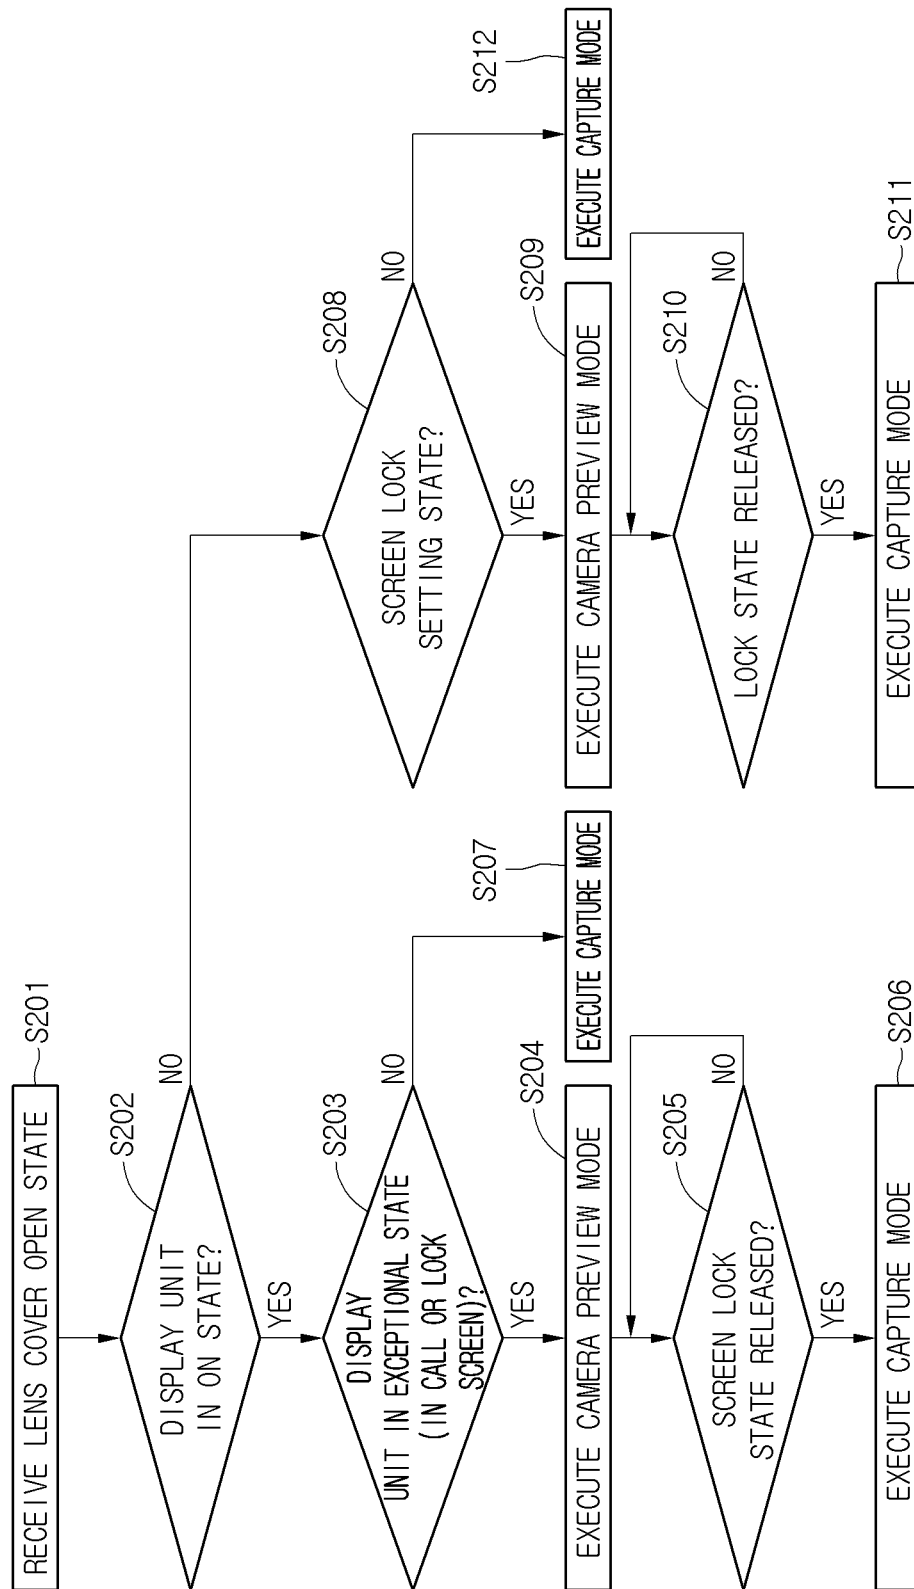 RECEIVE LENS COVER OPEN STATE
S201
DISPLAY UNIT
IN ON STATE?
S202
NO
YES
DISPLAY
UNIT IN EXCEPTIONAL STATE
(IN CALL OR LOCK
SCREEN)?
S203
NO
YES
EXECUTE CAMERA PREVIEW MODE
S204
EXECUTE CAPTURE MODE
S207
SCREEN LOCK
STATE RELEASED?
S205
NO
YES
EXECUTE CAPTURE MODE
S206
SCREEN LOCK
SETTING STATE?
S208
NO
YES
EXECUTE CAMERA PREVIEW MODE
S209
EXECUTE CAPTURE MODE
S212
LOCK STATE RELEASED?
S210
NO
YES
EXECUTE CAPTURE MODE
S211